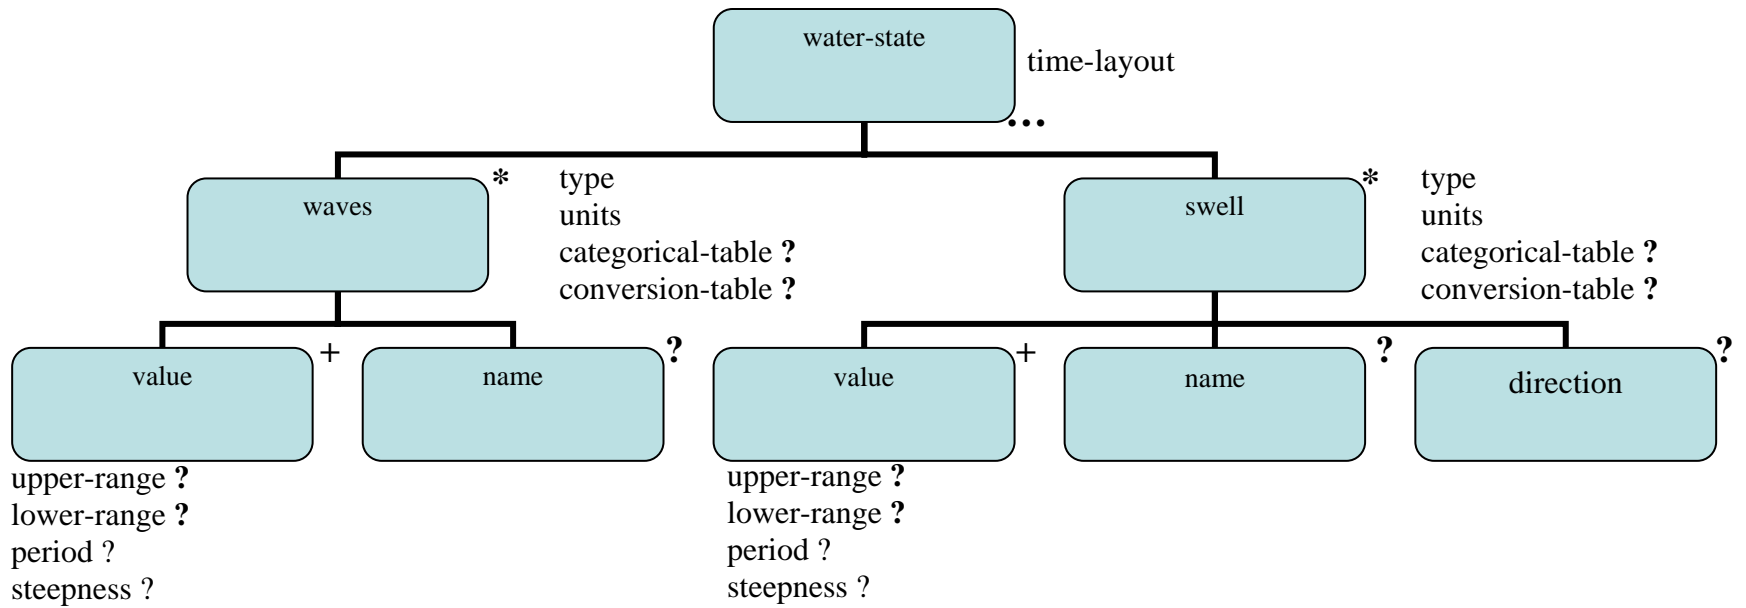 water-state
time-layout
...
waves
*
type
units
categorical-table ?
conversion-table ?
swell
*
type
units
categorical-table ?
conversion-table ?
value
+
name
?
value
+
name
?
direction
?
upper-range ?
lower-range ?
period ?
steepness ?
upper-range ?
lower-range ?
period ?
steepness ?